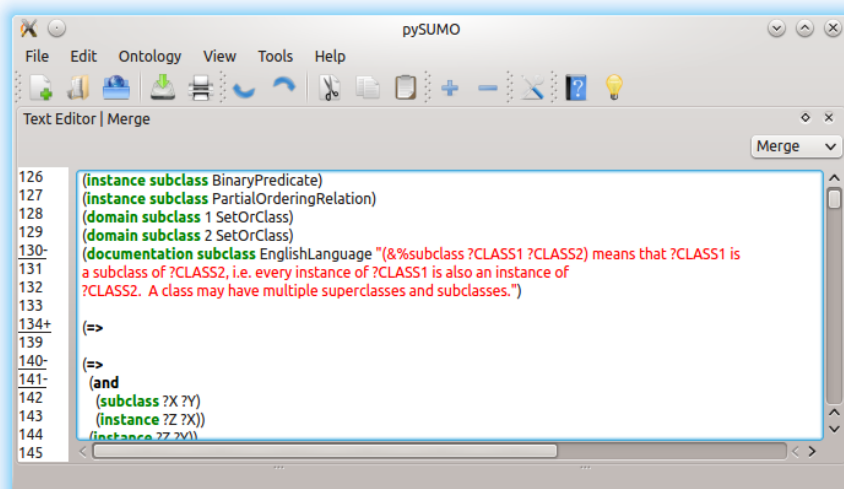 pySUMO
File Edit Ontology View Tools Help
Text Editor | Merge
Merge
126 (instance subclass BinaryPredicate)
127 (instance subclass PartialOrderingRelation)
128 (domain subclass 1 SetOrClass)
129 (domain subclass 2 SetOrClass)
130- (documentation subclass EnglishLanguage "(&%subclass ?CLASS1 ?CLASS2) means that ?CLASS1 is
131 a subclass of ?CLASS2, i.e. every instance of ?CLASS1 is also an instance of
132 ?CLASS2. A class may have multiple superclasses and subclasses.")
133
134+ (=>
139
140- (=>
141- (and
142 (subclass ?X ?Y)
143 (instance ?Z ?X))
144 (instance ?Z ?Y))
145